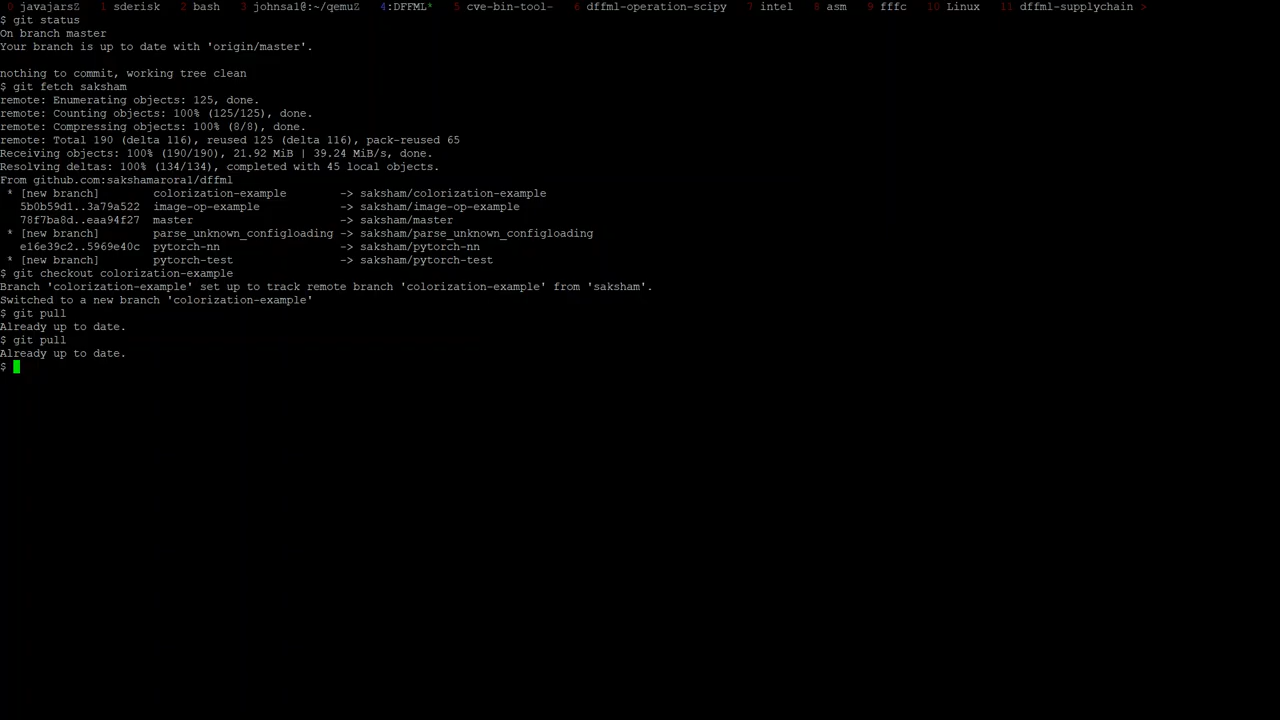 0 javajarsZ 1 sderisk 2 bash 3 johnsal@:~/qemuZ 4:DFFML* 5 cve-bin-tool- 6 dffml-operation-scipy 7 intel 8 asm 9 fffc 10 Linux 11 dffml-supplychain >
$ git status
On branch master
Your branch is up to date with 'origin/master'.
nothing to commit, working tree clean
$ git fetch saksham
remote: Enumerating objects: 125, done.
remote: Counting objects: 100% (125/125), done.
remote: Compressing objects: 100% (8/8), done.
remote: Total 190 (delta 116), reused 125 (delta 116), pack-reused 65
Receiving objects: 100% (190/190), 21.92 MiB | 39.24 MiB/s, done.
Resolving deltas: 100% (134/134), completed with 45 local objects.
From github.com:sakshamarora1/dffml
* [new branch] colorization-example -> saksham/colorization-example
5b0b59d1..3a79a522 image-op-example -> saksham/image-op-example
78f7ba8d..eaa94f27 master -> saksham/master
* [new branch] parse_unknown_configloading -> saksham/parse_unknown_configloading
e16e39c2..5969e40c pytorch-nn -> saksham/pytorch-nn
* [new branch] pytorch-test -> saksham/pytorch-test
$ git checkout colorization-example
Branch 'colorization-example' set up to track remote branch 'colorization-example' from 'saksham'.
Switched to a new branch 'colorization-example'
$ git pull
Already up to date.
$ git pull
Already up to date.
$